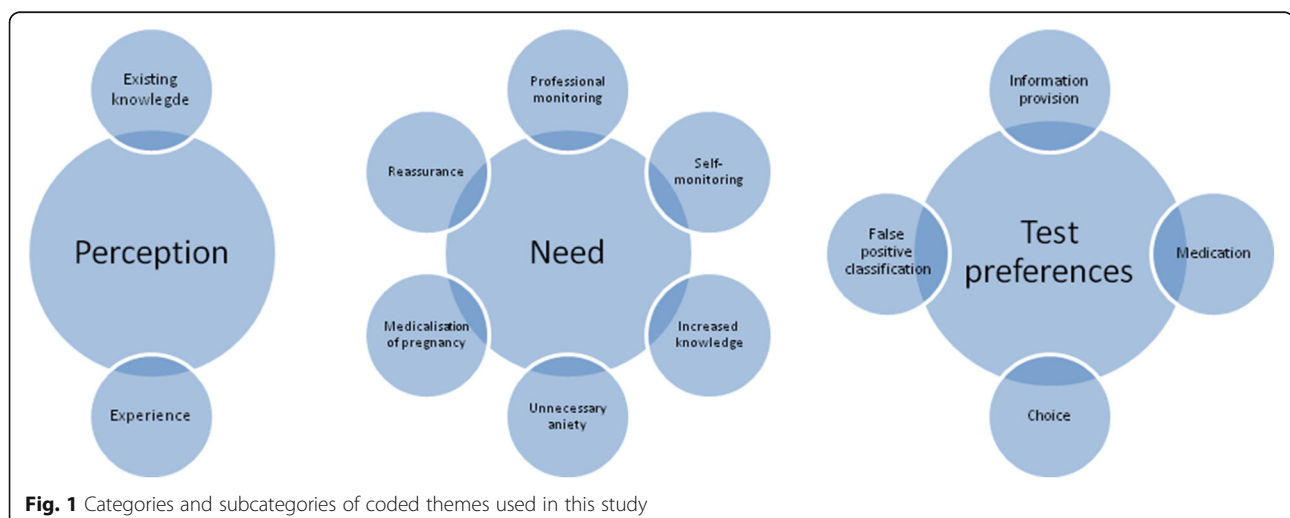 Existing
knowlegde
Perception
Experience
Professional
monitoring
Reassurance
Self-
monitoring
Need
Medicalisation
of pregnancy
Increased
knowledge
Unnecessary
aniety
Information
provision
False
positive
classification
Test
preferences
Medication
Choice
Fig. 1 Categories and subcategories of coded themes used in this study